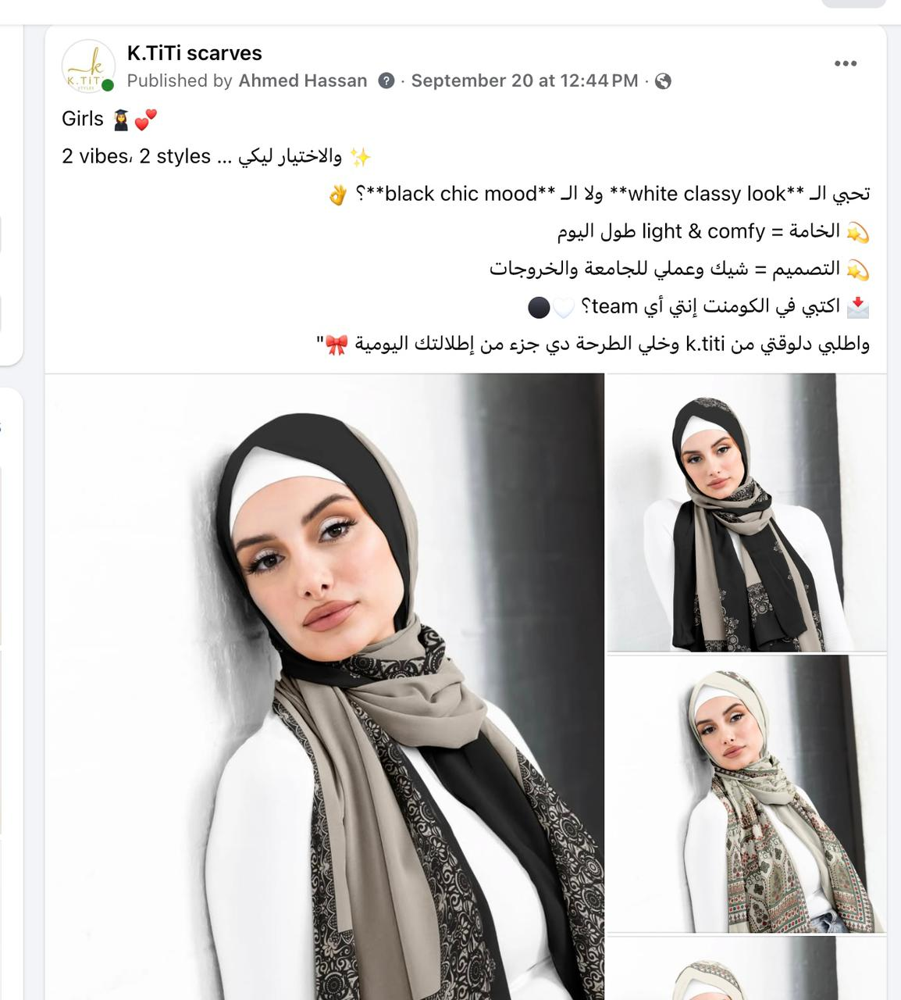 K.TiTi scarves
Published by Ahmed Hassan · September 20 at 12:44 PM ·
Girls 👩‍🎓💕
2 vibes، 2 styles ... والاختيار ليكي ✨
تحبي الـ **white classy look** ولا الـ **black chic mood**؟ 👌
💫 الخامة = light & comfy طول اليوم
💫 التصميم = شيك وعملي للجامعة والخروجات
📩 اكتبي في الكومنت إنتي أي team؟ 🤍🖤
واطلبي دلوقتي من k.titi وخلي الطرحة دي جزء من إطلالتك اليومية 🎀"
k
K.TiT
STYLES